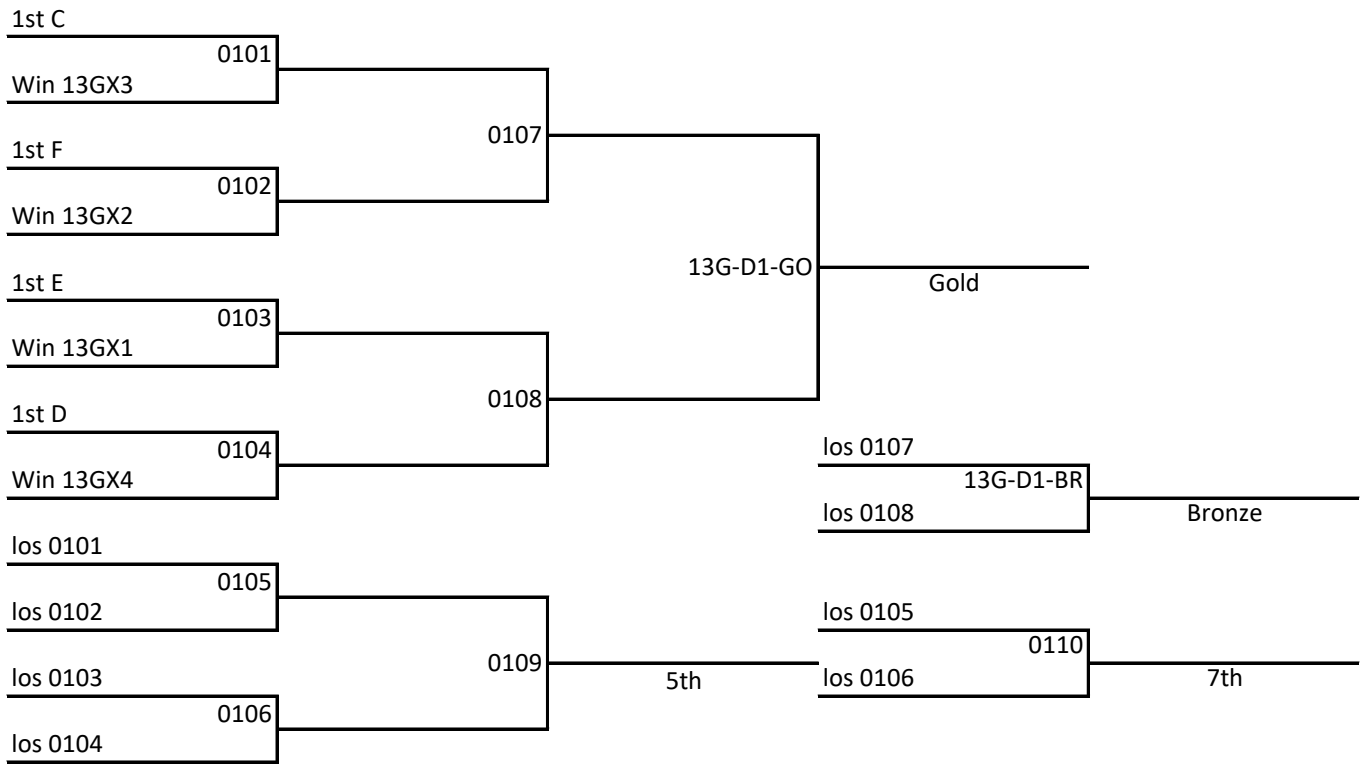 1st C
0101
Win 13GX3
0107
1st F
0102
Win 13GX2
13G-D1-GO
Gold
1st E
0103
Win 13GX1
0108
1st D
0104
Win 13GX4
los 0107
13G-D1-BR
los 0108
Bronze
los 0101
0105
los 0102
0109
5th
los 0103
0106
los 0104
los 0105
0110
los 0106
7th